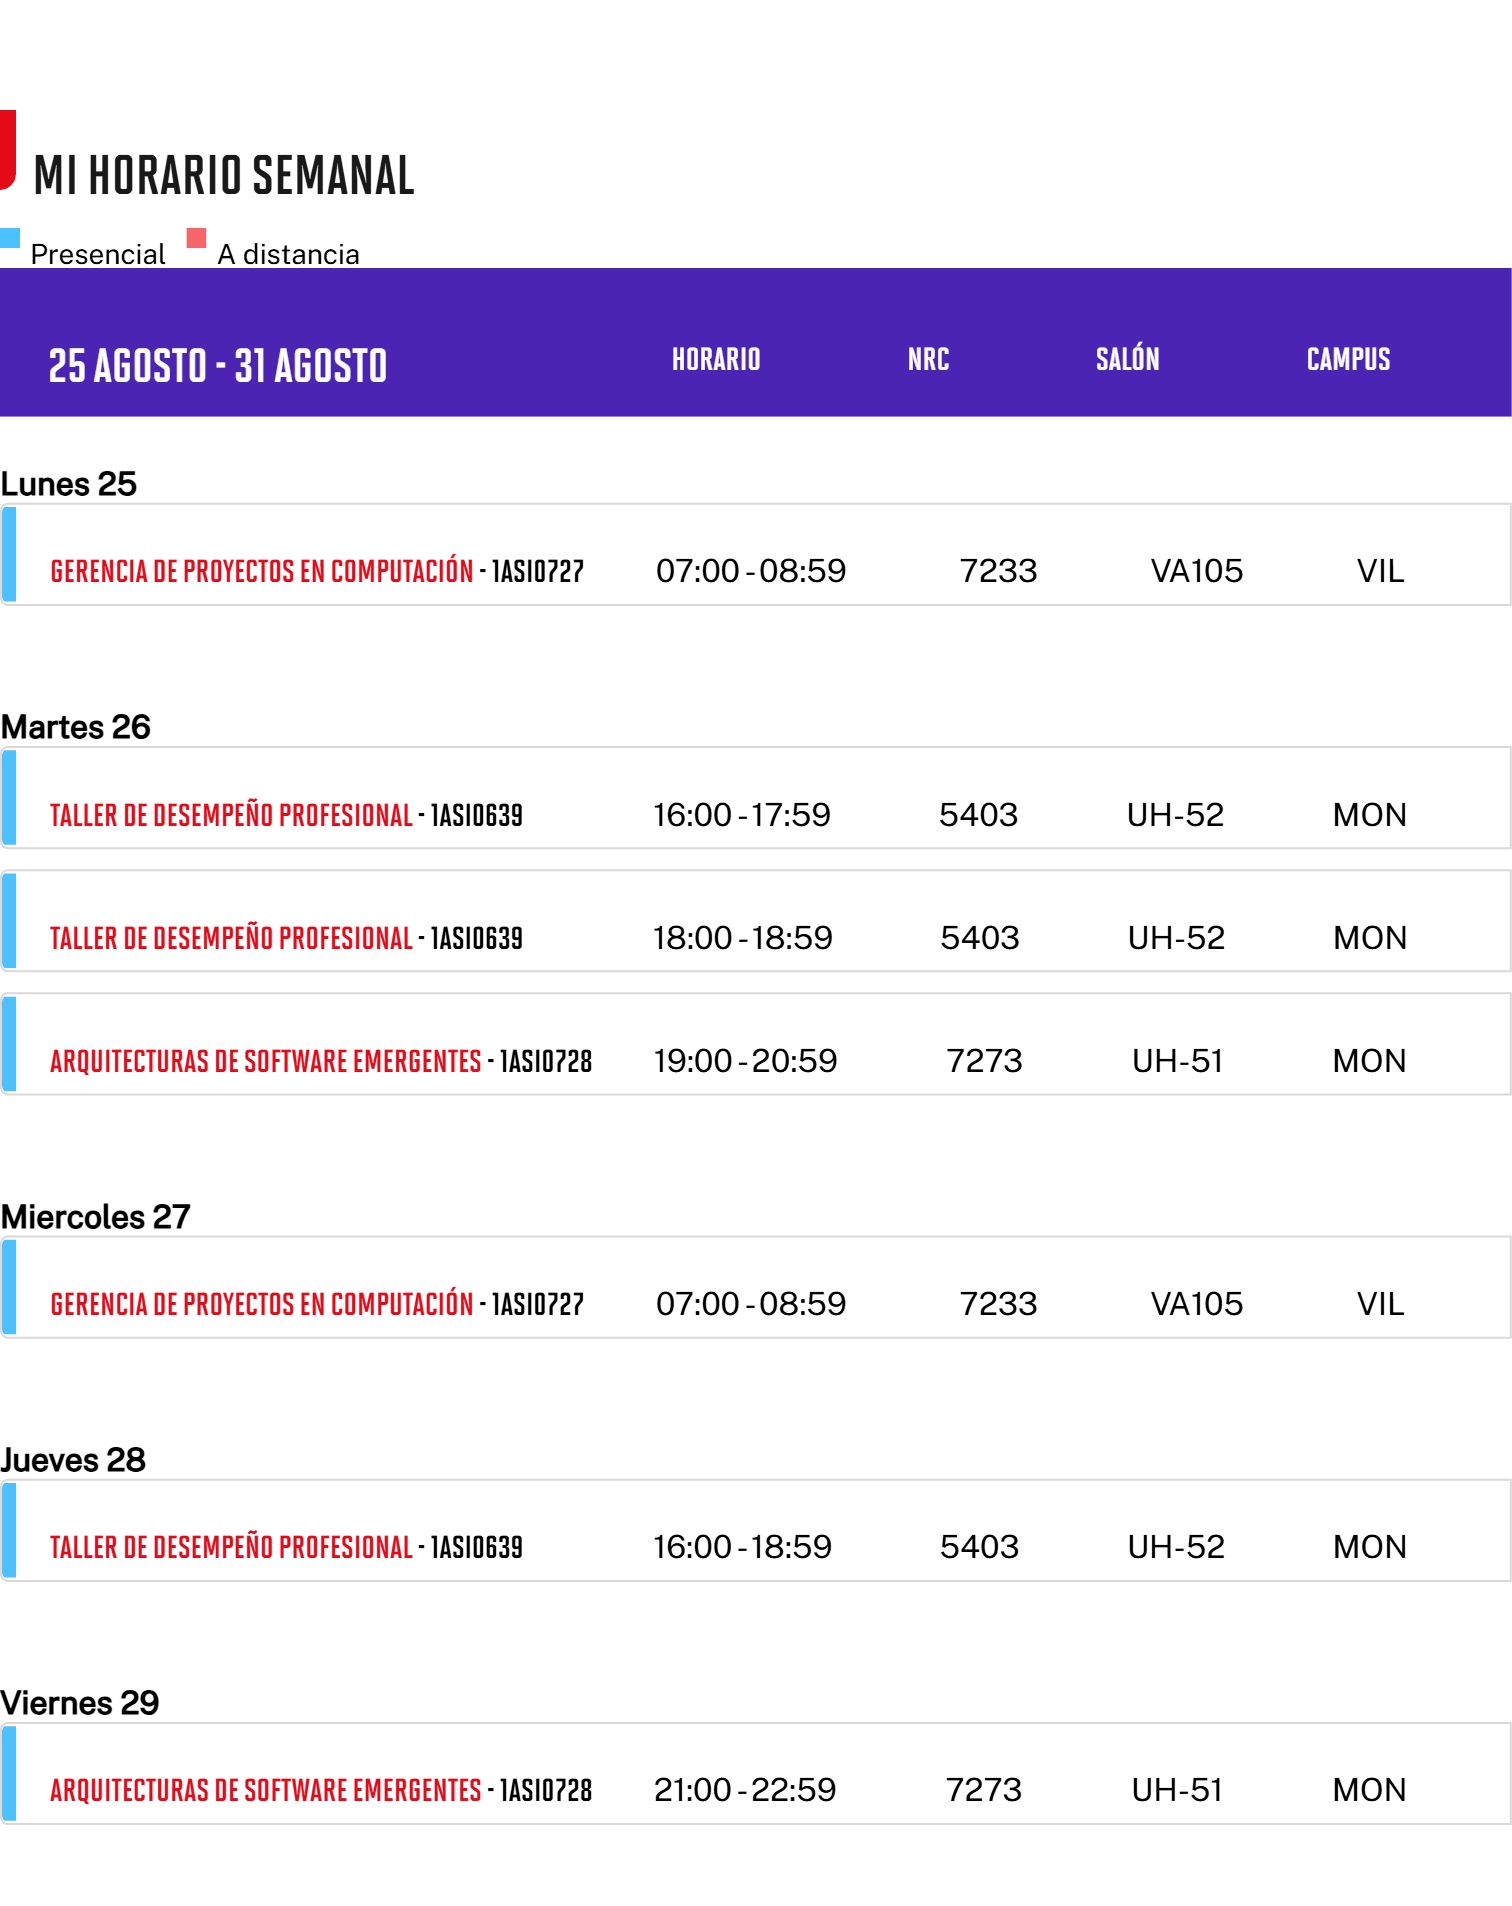 MI HORARIO SEMANAL
Presencial A distancia
25 AGOSTO - 31 AGOSTO HORARIO NRC SALÓN CAMPUS
Lunes 25
GERENCIA DE PROYECTOS EN COMPUTACIÓN - 1ASI0727 07:00 - 08:59 7233 VA105 VIL
Martes 26
TALLER DE DESEMPEÑO PROFESIONAL - 1ASI0639 16:00 - 17:59 5403 UH-52 MON
TALLER DE DESEMPEÑO PROFESIONAL - 1ASI0639 18:00 - 18:59 5403 UH-52 MON
ARQUITECTURAS DE SOFTWARE EMERGENTES - 1ASI0728 19:00 - 20:59 7273 UH-51 MON
Miercoles 27
GERENCIA DE PROYECTOS EN COMPUTACIÓN - 1ASI0727 07:00 - 08:59 7233 VA105 VIL
Jueves 28
TALLER DE DESEMPEÑO PROFESIONAL - 1ASI0639 16:00 - 18:59 5403 UH-52 MON
Viernes 29
ARQUITECTURAS DE SOFTWARE EMERGENTES - 1ASI0728 21:00 - 22:59 7273 UH-51 MON